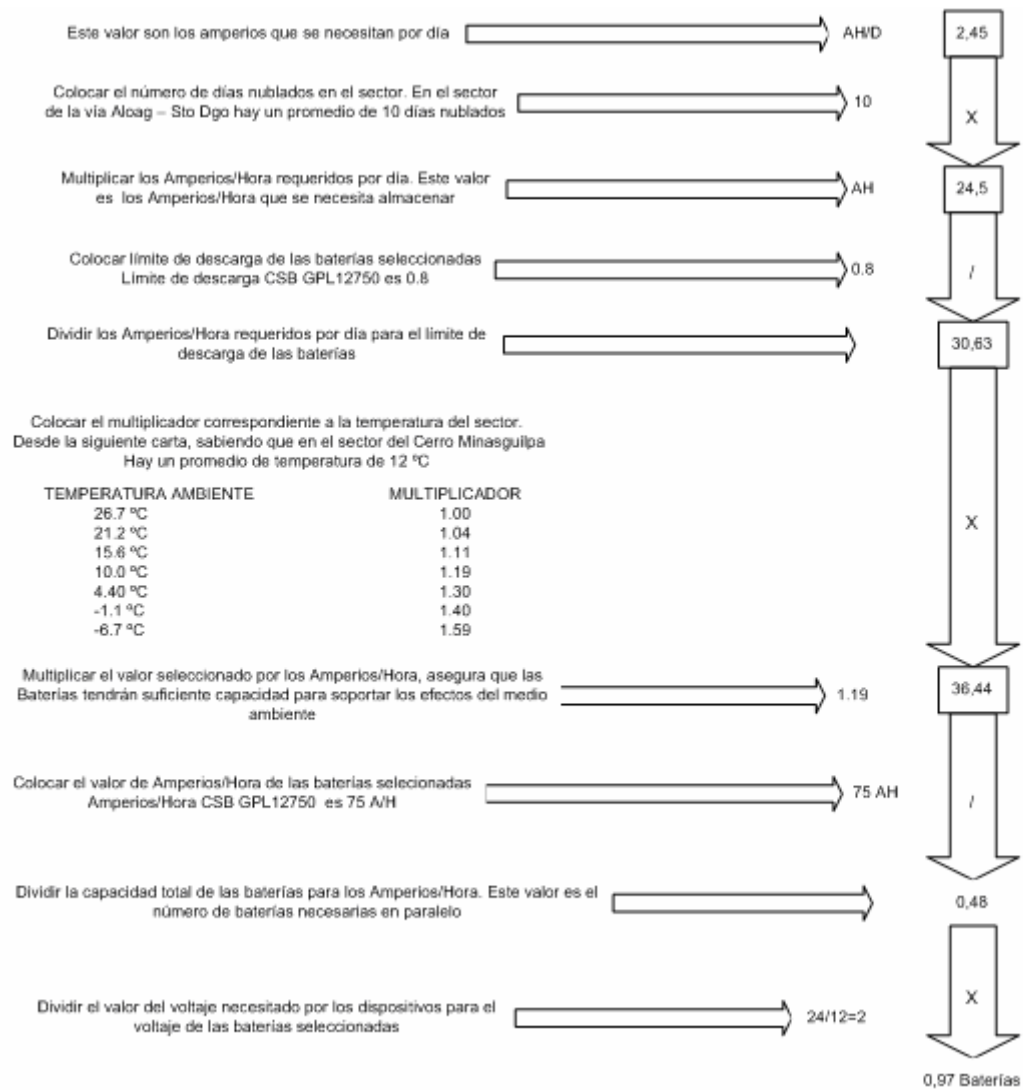 Este valor son los amperios que se necesitan por día
AH/D
2,45
Colocar el número de días nublados en el sector. En el sector
de la vía Aloag – Sto Dgo hay un promedio de 10 días nublados
10
X
Multiplicar los Amperios/Hora requeridos por día. Este valor
es los Amperios/Hora que se necesita almacenar
AH
24,5
Colocar límite de descarga de las baterías seleccionadas
Límite de descarga CSB GPL12750 es 0.8
0.8
/
Dividir los Amperios/Hora requeridos por día para el límite de
descarga de las baterías
30,63
Colocar el multiplicador correspondiente a la temperatura del sector.
Desde la siguiente carta, sabiendo que en el sector del Cerro Minasguilpa
Hay un promedio de temperatura de 12 ºC
TEMPERATURA AMBIENTE MULTIPLICADOR
26.7 ºC 1.00
21.2 ºC 1.04
15.6 ºC 1.11
10.0 ºC 1.19
4.40 ºC 1.30
-1.1 ºC 1.40
-6.7 ºC 1.59
X
Multiplicar el valor seleccionado por los Amperios/Hora, asegura que las
Baterías tendrán suficiente capacidad para soportar los efectos del medio
ambiente
1.19
36,44
Colocar el valor de Amperios/Hora de las baterías selecionadas
Amperios/Hora CSB GPL12750 es 75 A/H
75 AH
/
Dividir la capacidad total de las baterías para los Amperios/Hora. Este valor es el
número de baterías necesarias en paralelo
0,48
Dividir el valor del voltaje necesitado por los dispositivos para el
voltaje de las baterías seleccionadas
24/12=2
X
0,97 Baterías